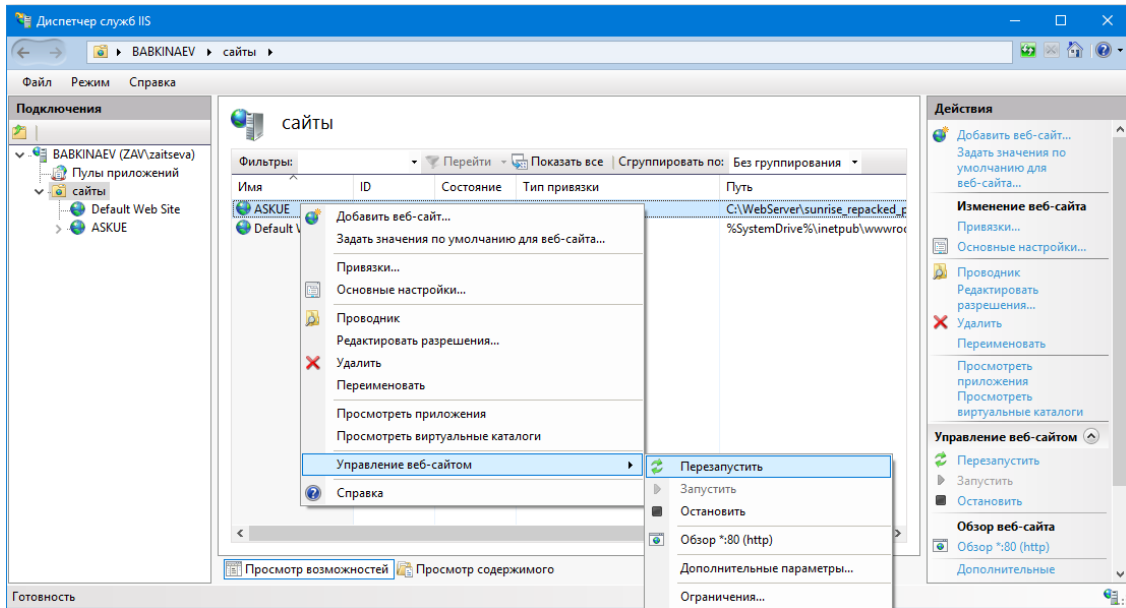 Диспетчер служб IIS
BABKINAEV сайты
Файл Режим Справка
Подключения
BABKINAEV (ZAV\zaitseva)
Пулы приложений
сайты
Default Web Site
ASKUE
сайты
Фильтры: Перейти Показать все Сгруппировать по: Без группирования
Имя ID Состояние Тип привязки Путь
ASKUE C:\WebServer\sunrise_repacked_p
Default %SystemDrive%\inetpub\wwwroo
Добавить веб-сайт...
Задать значения по умолчанию для веб-сайта...
Привязки...
Основные настройки...
Проводник
Редактировать разрешения...
Удалить
Переименовать
Просмотреть приложения
Просмотреть виртуальные каталоги
Управление веб-сайтом
Справка
Перезапустить
Запустить
Остановить
Обзор *:80 (http)
Дополнительные параметры...
Ограничения...
Просмотр возможностей Просмотр содержимого
Действия
Добавить веб-сайт...
Задать значения по
умолчанию для
веб-сайта...
Изменение веб-сайта
Привязки...
Основные настройки...
Проводник
Редактировать
разрешения...
Удалить
Переименовать
Просмотреть
приложения
Просмотреть
виртуальные каталоги
Управление веб-сайтом
Перезапустить
Запустить
Остановить
Обзор веб-сайта
Обзор *:80 (http)
Дополнительные
Готовность